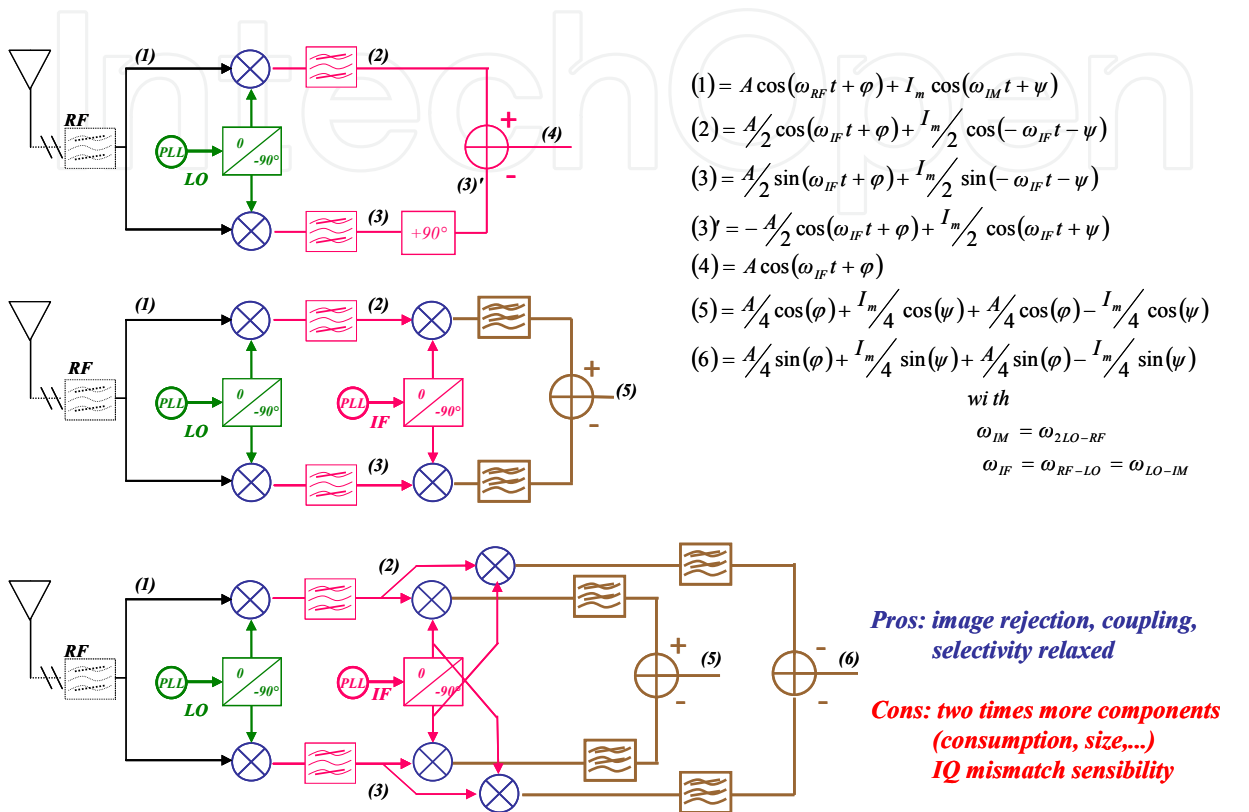 IntechOpen
(1)
(2)
RF
PLL
LO
0
-90°
+
(4)
-
(3)'
(3)
+90°
(1) = A cos(ω_RF t + φ) + I_m cos(ω_IM t + ψ)
(2) = A/2 cos(ω_IF t + φ) + I_m/2 cos(- ω_IF t - ψ)
(3) = A/2 sin(ω_IF t + φ) + I_m/2 sin(- ω_IF t - ψ)
(3)' = - A/2 cos(ω_IF t + φ) + I_m/2 cos(ω_IF t + ψ)
(4) = A cos(ω_IF t + φ)
(5) = A/4 cos(φ) + I_m/4 cos(ψ) + A/4 cos(φ) - I_m/4 cos(ψ)
(6) = A/4 sin(φ) + I_m/4 sin(ψ) + A/4 sin(φ) - I_m/4 sin(ψ)
wi th
ω_IM = ω_2LO-RF
ω_IF = ω_RF-LO = ω_LO-IM
(1)
(2)
RF
PLL
LO
0
-90°
PLL
IF
0
-90°
+
(5)
-
(3)
(1)
(2)
RF
PLL
LO
0
-90°
PLL
IF
0
-90°
+
(5)
-
-
(6)
-
(3)
Pros: image rejection, coupling,
selectivity relaxed
Cons: two times more components
(consumption, size,...)
IQ mismatch sensibility